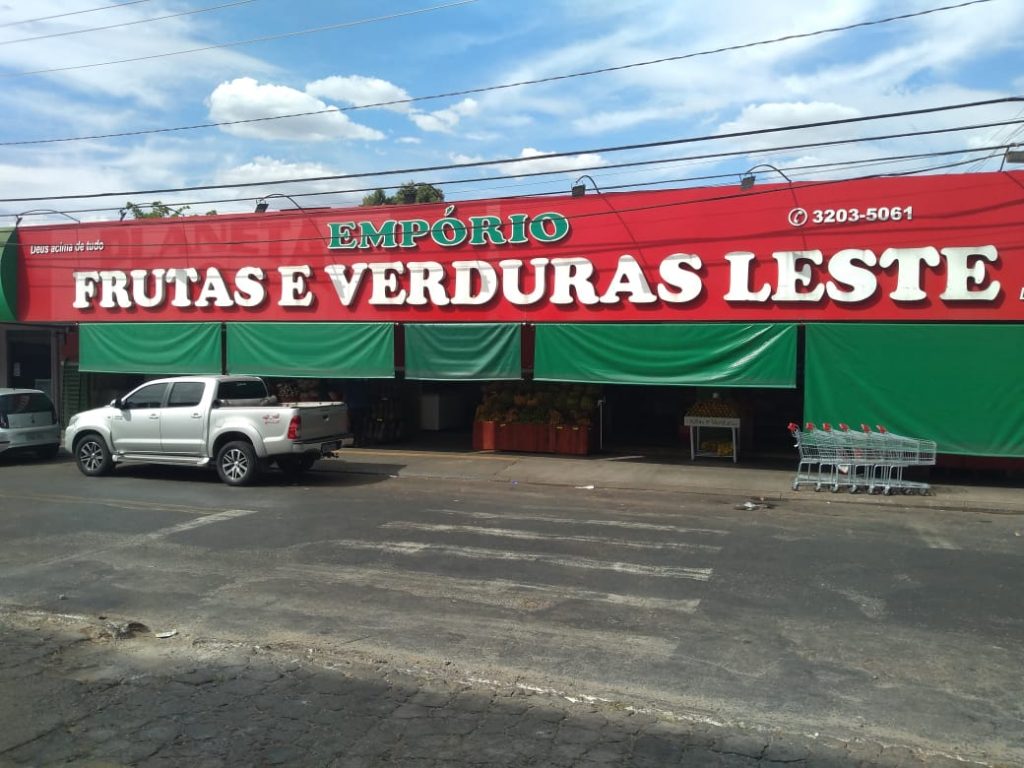 Deus acima de tudo
EMPÓRIO
3203-5061
FRUTAS E VERDURAS LESTE